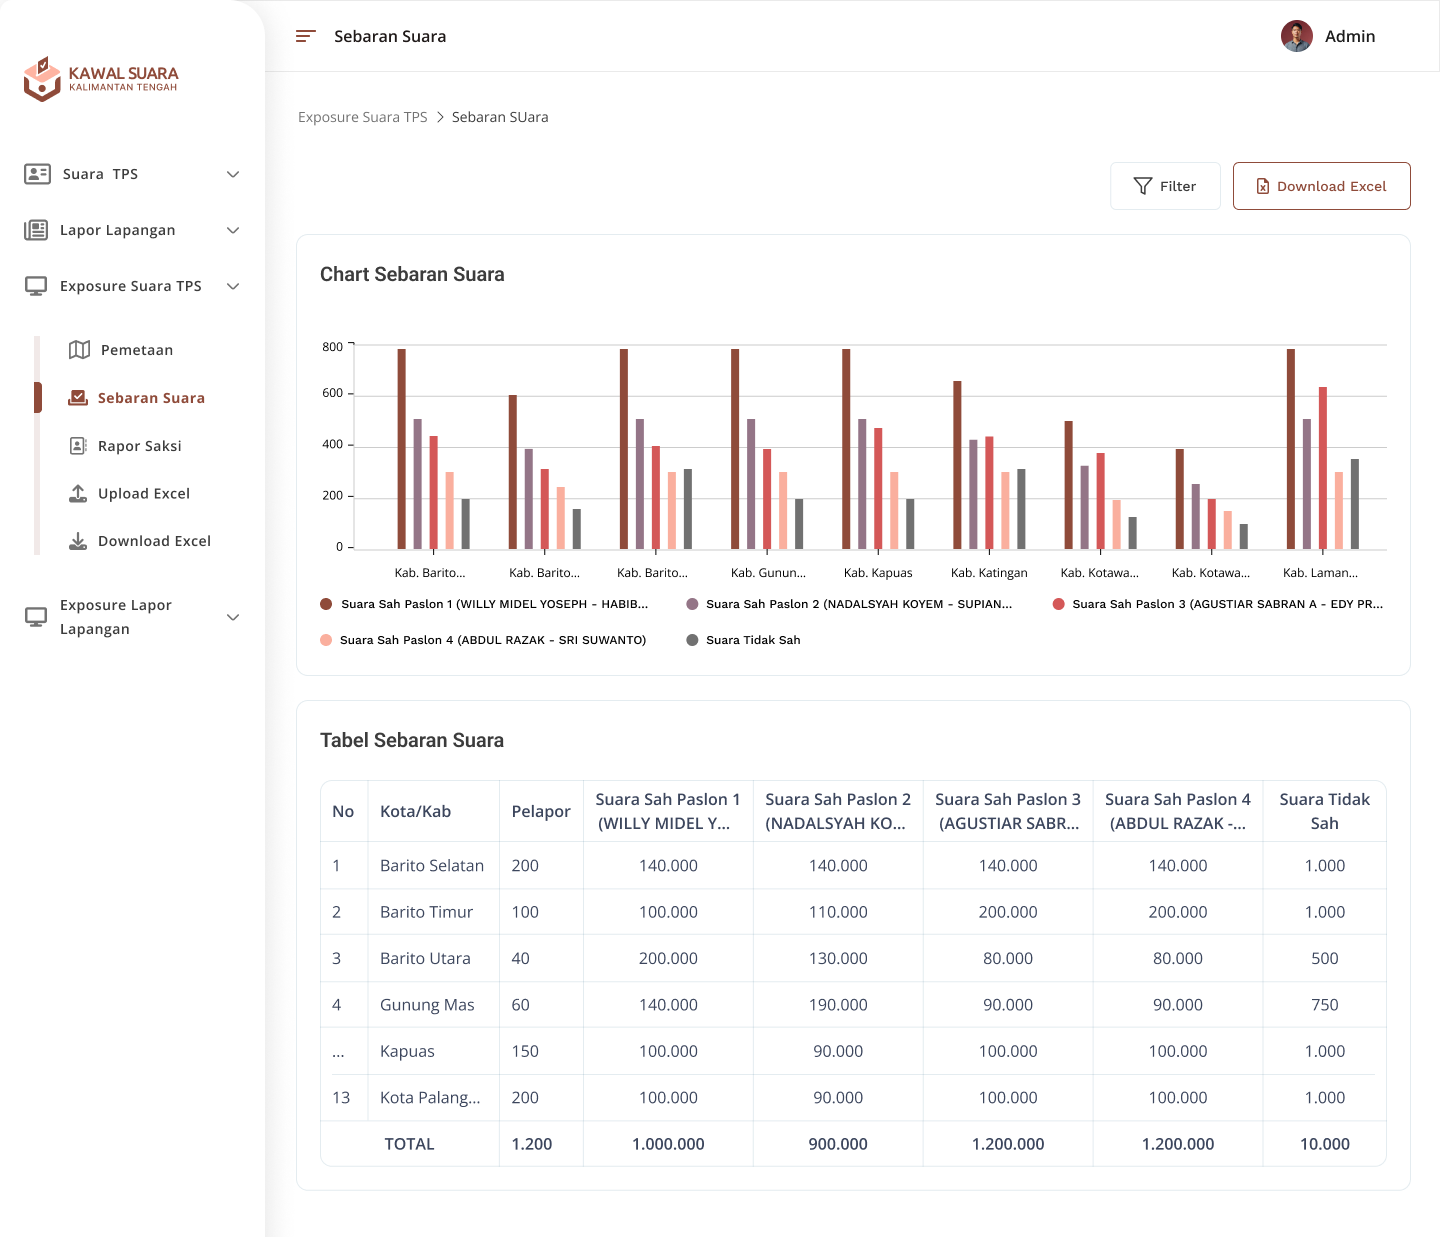 KAWAL SUARA
KALIMANTAN TENGAH
Suara TPS
Lapor Lapangan
Exposure Suara TPS
Pemetaan
Sebaran Suara
Rapor Saksi
Upload Excel
Download Excel
Exposure Lapor
Lapangan
Sebaran Suara
Admin
Exposure Suara TPS > Sebaran SUara
Filter
Download Excel
Chart Sebaran Suara
800
600
400
200
0
Kab. Barito... Kab. Barito... Kab. Barito... Kab. Gunun... Kab. Kapuas Kab. Katingan Kab. Kotawa... Kab. Kotawa... Kab. Laman...
Suara Sah Paslon 1 (WILLY MIDEL YOSEPH - HABIB... Suara Sah Paslon 2 (NADALSYAH KOYEM - SUPIAN... Suara Sah Paslon 3 (AGUSTIAR SABRAN A - EDY PR...
Suara Sah Paslon 4 (ABDUL RAZAK - SRI SUWANTO) Suara Tidak Sah
Tabel Sebaran Suara
No Kota/Kab Pelapor Suara Sah Paslon 1 (WILLY MIDEL Y... Suara Sah Paslon 2 (NADALSYAH KO... Suara Sah Paslon 3 (AGUSTIAR SABR... Suara Sah Paslon 4 (ABDUL RAZAK -... Suara Tidak Sah
1 Barito Selatan 200 140.000 140.000 140.000 140.000 1.000
2 Barito Timur 100 100.000 110.000 200.000 200.000 1.000
3 Barito Utara 40 200.000 130.000 80.000 80.000 500
4 Gunung Mas 60 140.000 190.000 90.000 90.000 750
... Kapuas 150 100.000 90.000 100.000 100.000 1.000
13 Kota Palang... 200 100.000 90.000 100.000 100.000 1.000
TOTAL 1.200 1.000.000 900.000 1.200.000 1.200.000 10.000